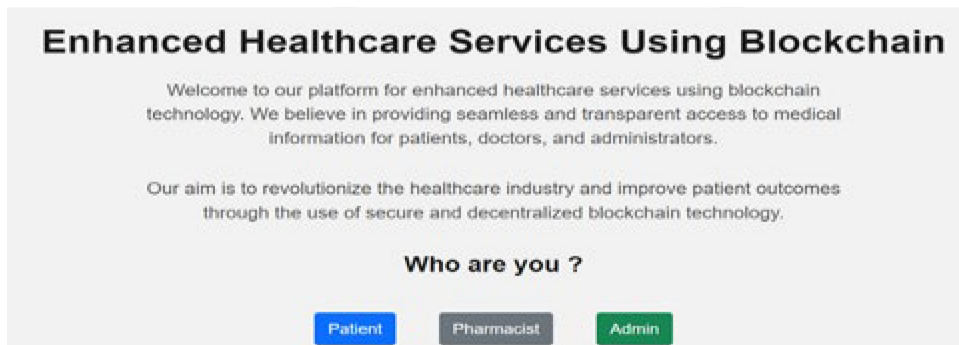 Enhanced Healthcare Services Using Blockchain
Welcome to our platform for enhanced healthcare services using blockchain
technology. We believe in providing seamless and transparent access to medical
information for patients, doctors, and administrators.
Our aim is to revolutionize the healthcare industry and improve patient outcomes
through the use of secure and decentralized blockchain technology.
Who are you ?
Patient Pharmacist Admin